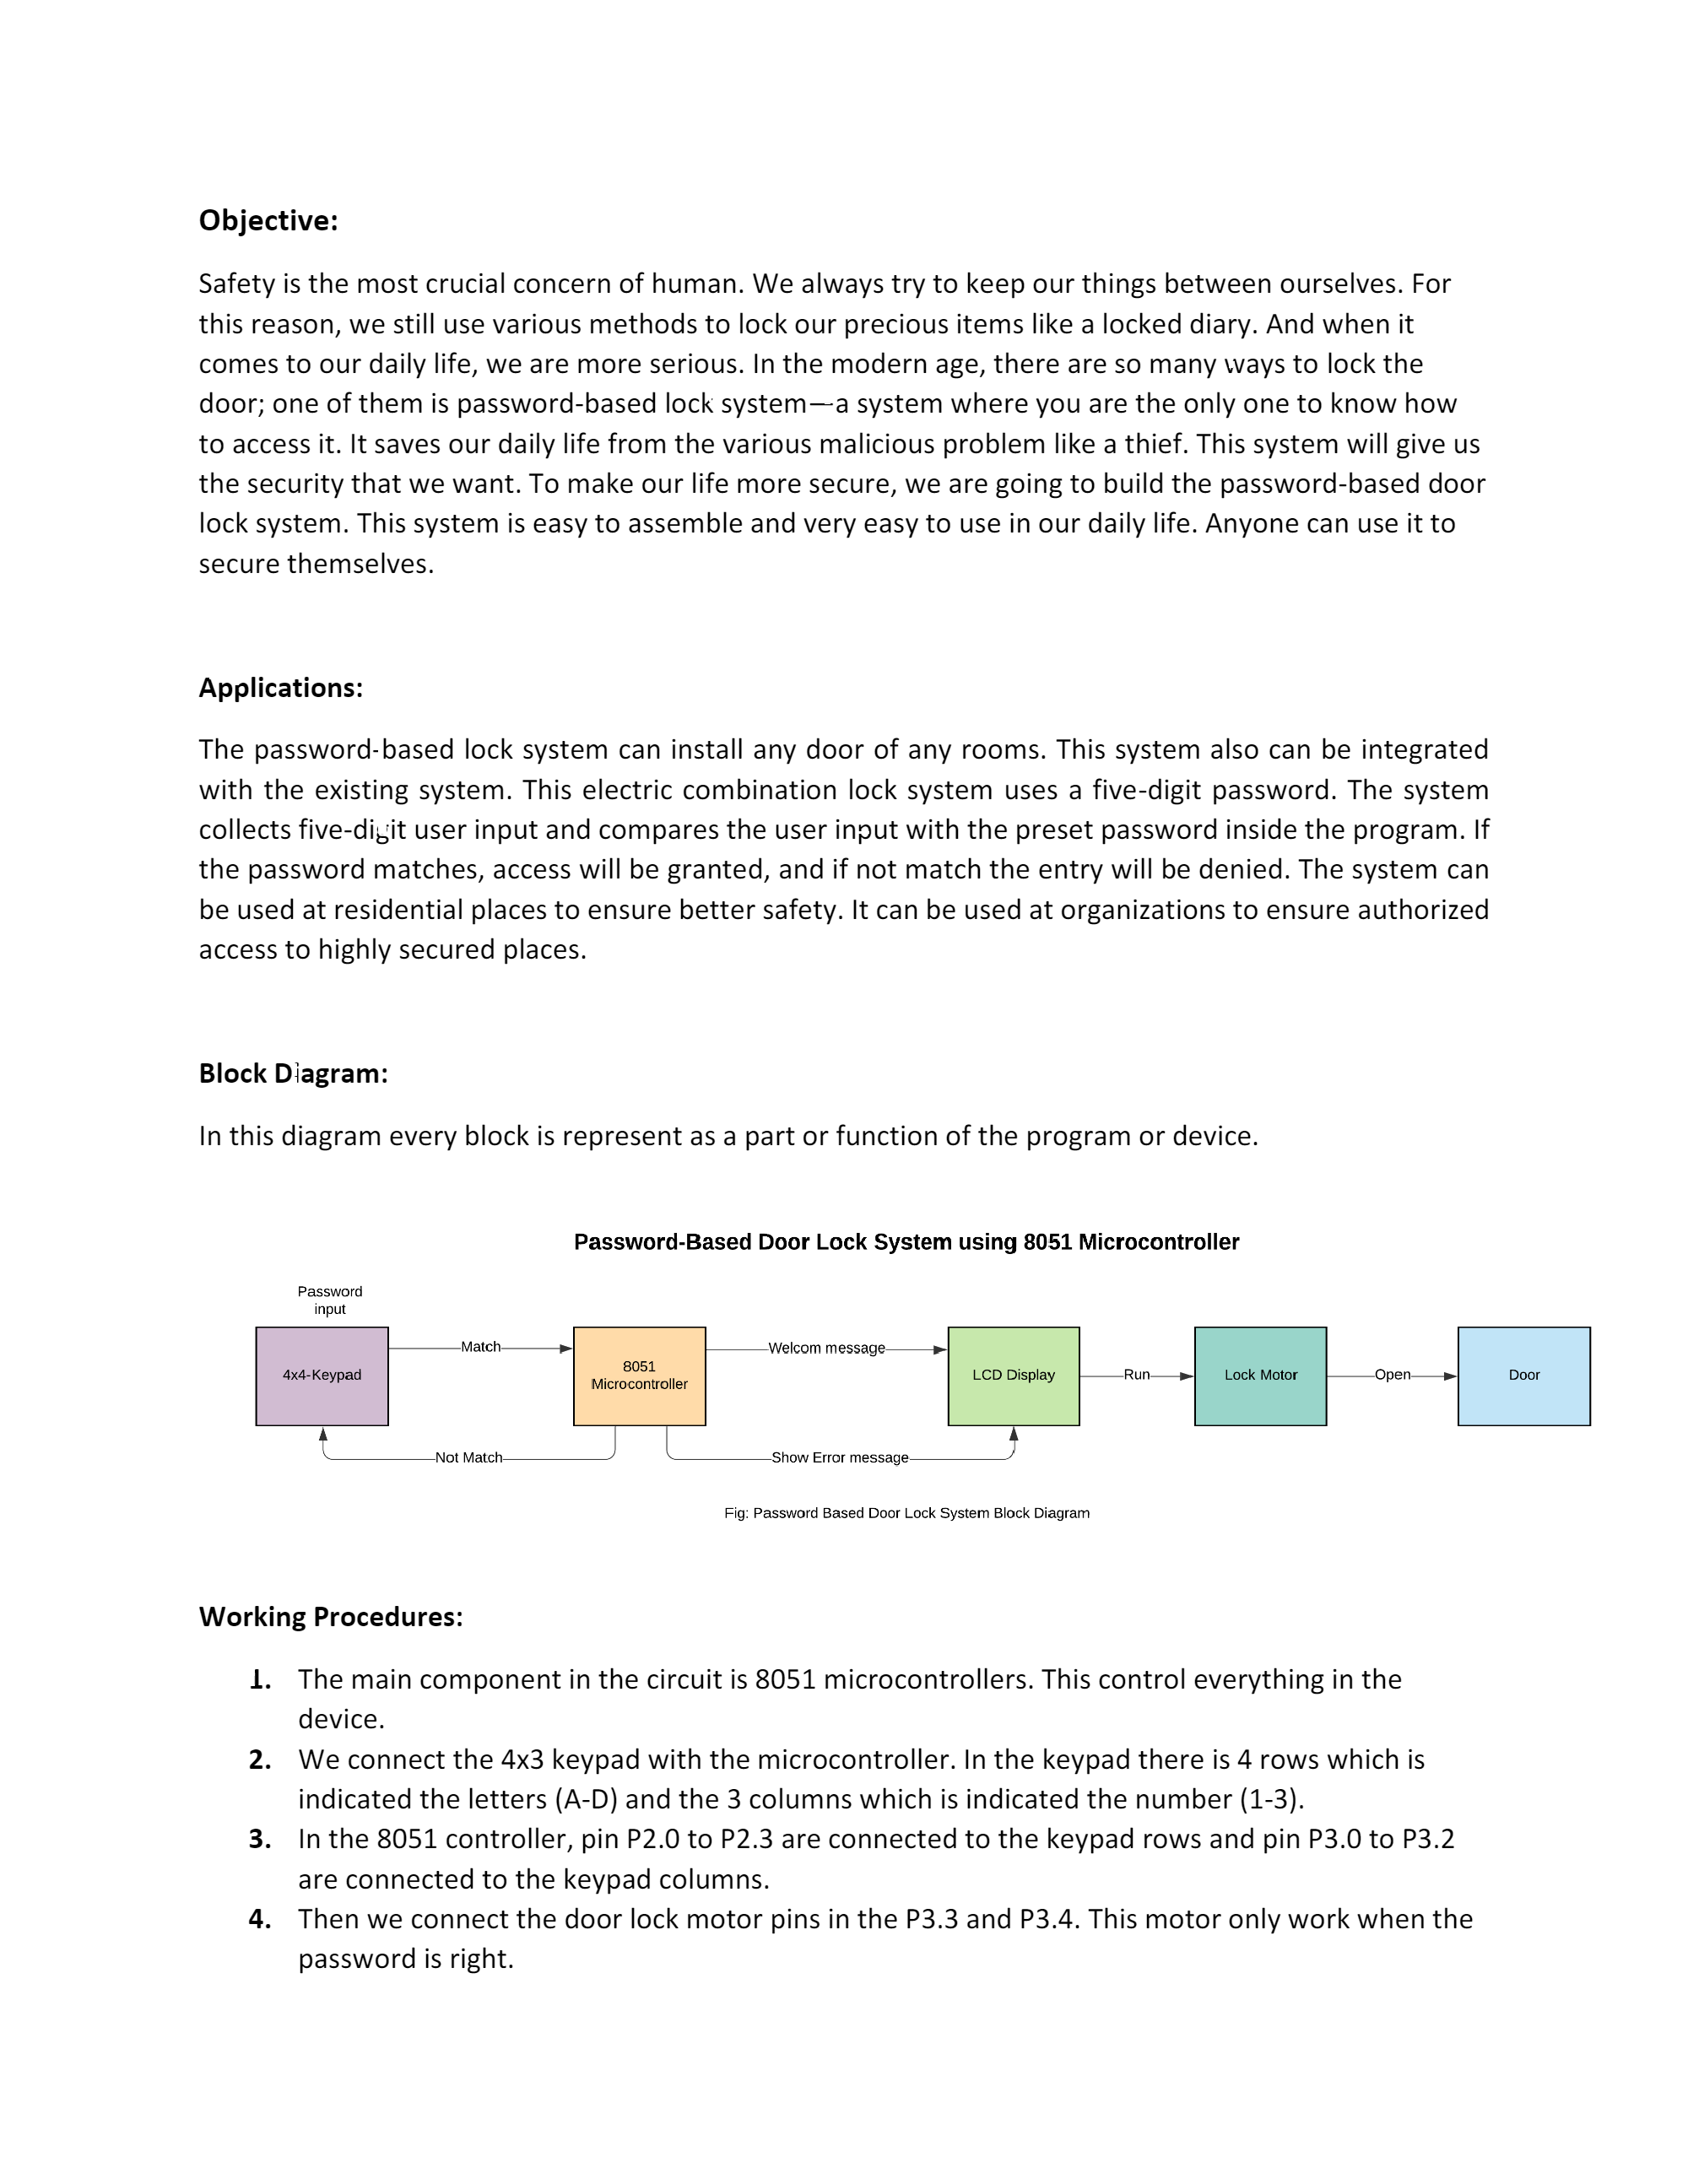 Objective:
Safety is the most crucial concern of human. We always try to keep our things between ourselves. For
this reason, we still use various methods to lock our precious items like a locked diary. And when it
comes to our daily life, we are more serious. In the modern age, there are so many ways to lock the
door; one of them is password-based lock system—a system where you are the only one to know how
to access it. It saves our daily life from the various malicious problem like a thief. This system will give us
the security that we want. To make our life more secure, we are going to build the password-based door
lock system. This system is easy to assemble and very easy to use in our daily life. Anyone can use it to
secure themselves.
Applications:
The password-based lock system can install any door of any rooms. This system also can be integrated
with the existing system. This electric combination lock system uses a five-digit password. The system
collects five-digit user input and compares the user input with the preset password inside the program. If
the password matches, access will be granted, and if not match the entry will be denied. The system can
be used at residential places to ensure better safety. It can be used at organizations to ensure authorized
access to highly secured places.
Block Diagram:
In this diagram every block is represent as a part or function of the program or device.
Password-Based Door Lock System using 8051 Microcontroller
Password
input
4x4-Keypad
Match
8051
Microcontroller
Welcom message
LCD Display
Run
Lock Motor
Open
Door
Not Match
Show Error message
Fig: Password Based Door Lock System Block Diagram
Working Procedures:
1. The main component in the circuit is 8051 microcontrollers. This control everything in the
device.
2. We connect the 4x3 keypad with the microcontroller. In the keypad there is 4 rows which is
indicated the letters (A-D) and the 3 columns which is indicated the number (1-3).
3. In the 8051 controller, pin P2.0 to P2.3 are connected to the keypad rows and pin P3.0 to P3.2
are connected to the keypad columns.
4. Then we connect the door lock motor pins in the P3.3 and P3.4. This motor only work when the
password is right.